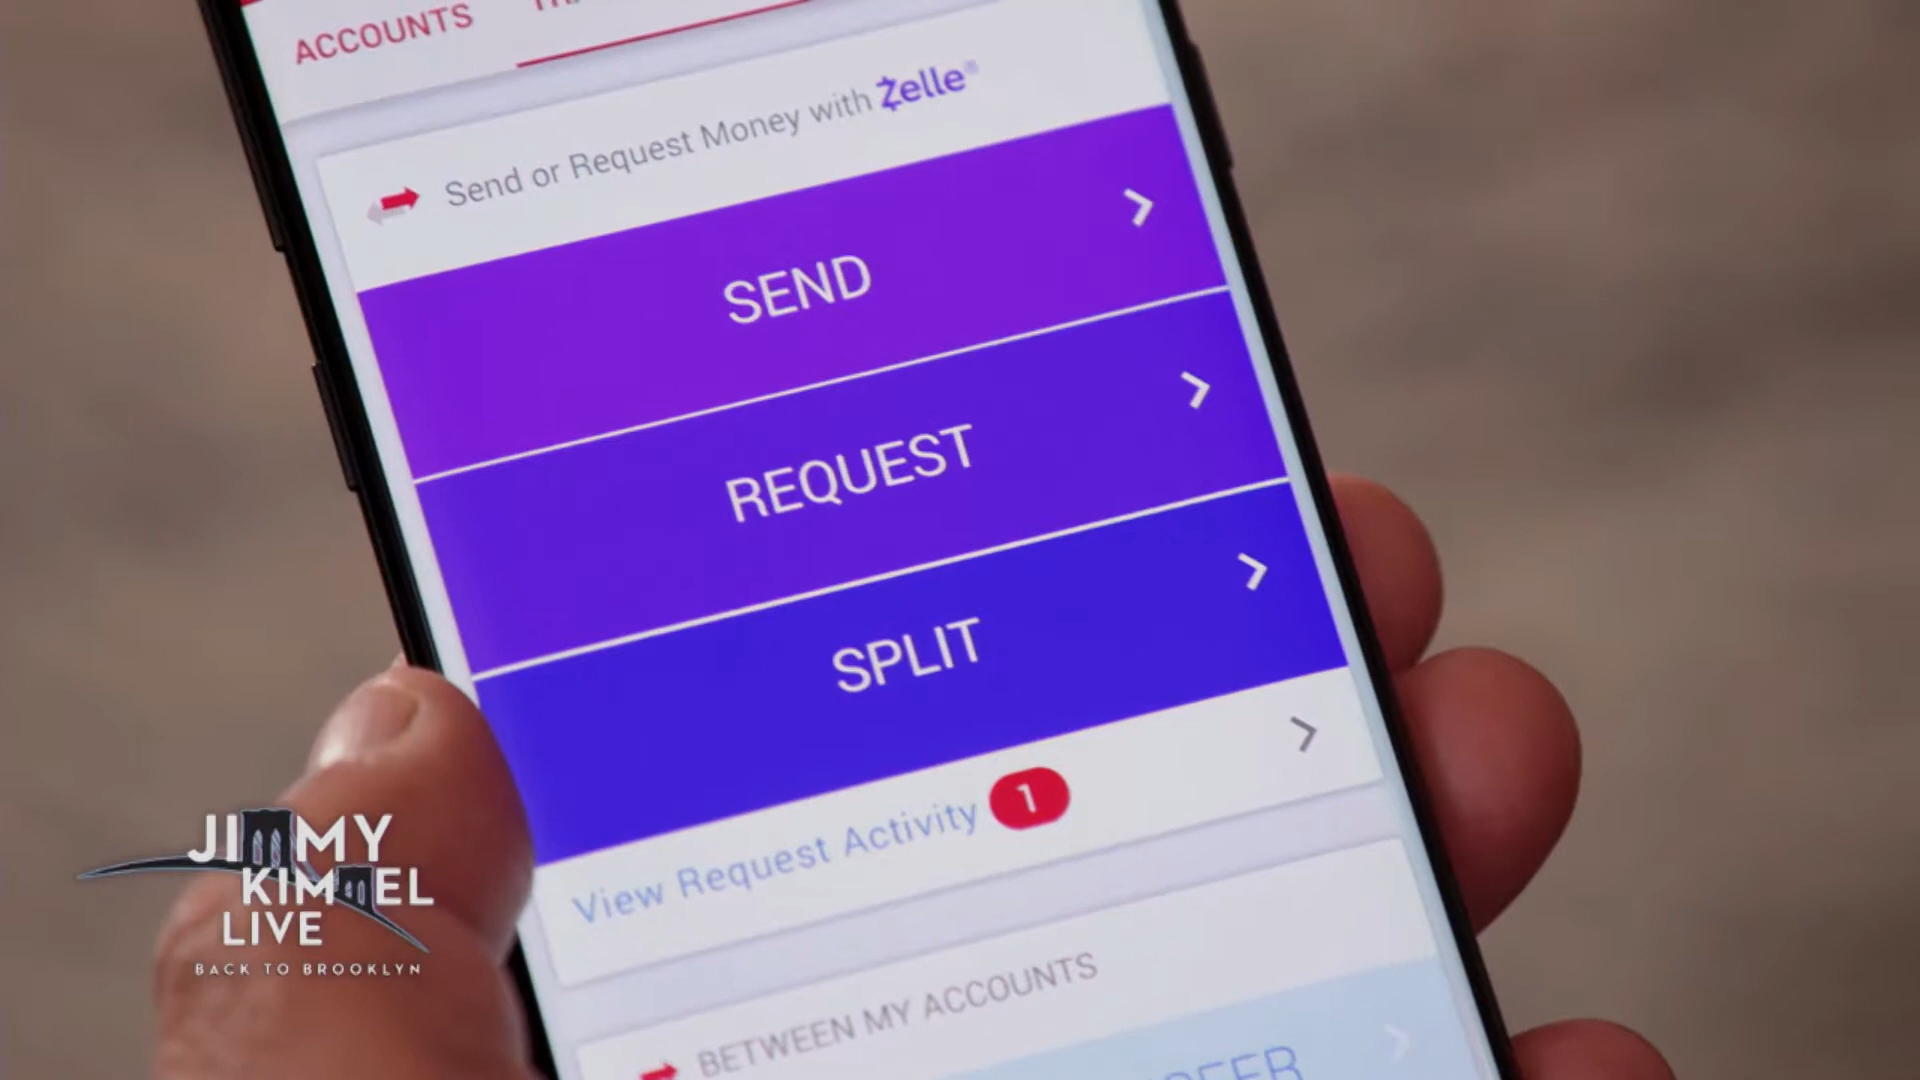 ACCOUNTS
Send or Request Money with Zelle®
SEND
REQUEST
SPLIT
View Request Activity 1
BETWEEN MY ACCOUNTS
JIMMY
KIMMEL
LIVE
BACK TO BROOKLYN